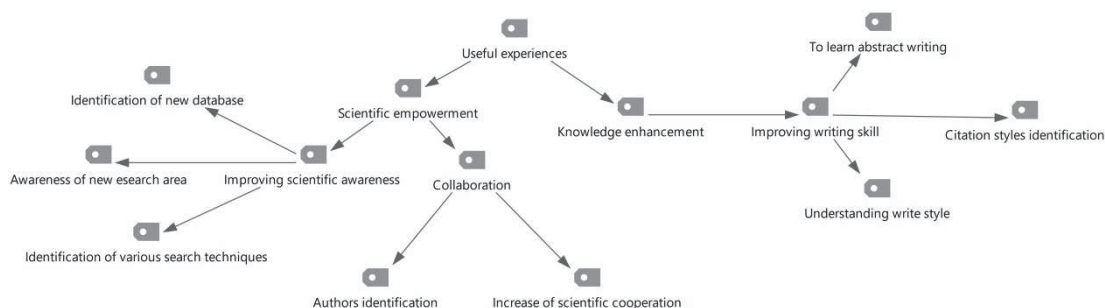 Useful experiences
To learn abstract writing
Identification of new database
Scientific empowerment
Knowledge enhancement
Improving writing skill
Citation styles identification
Awareness of new esearch area
Improving scientific awareness
Collaboration
Understanding write style
Identification of various search techniques
Authors identification
Increase of scientific cooperation